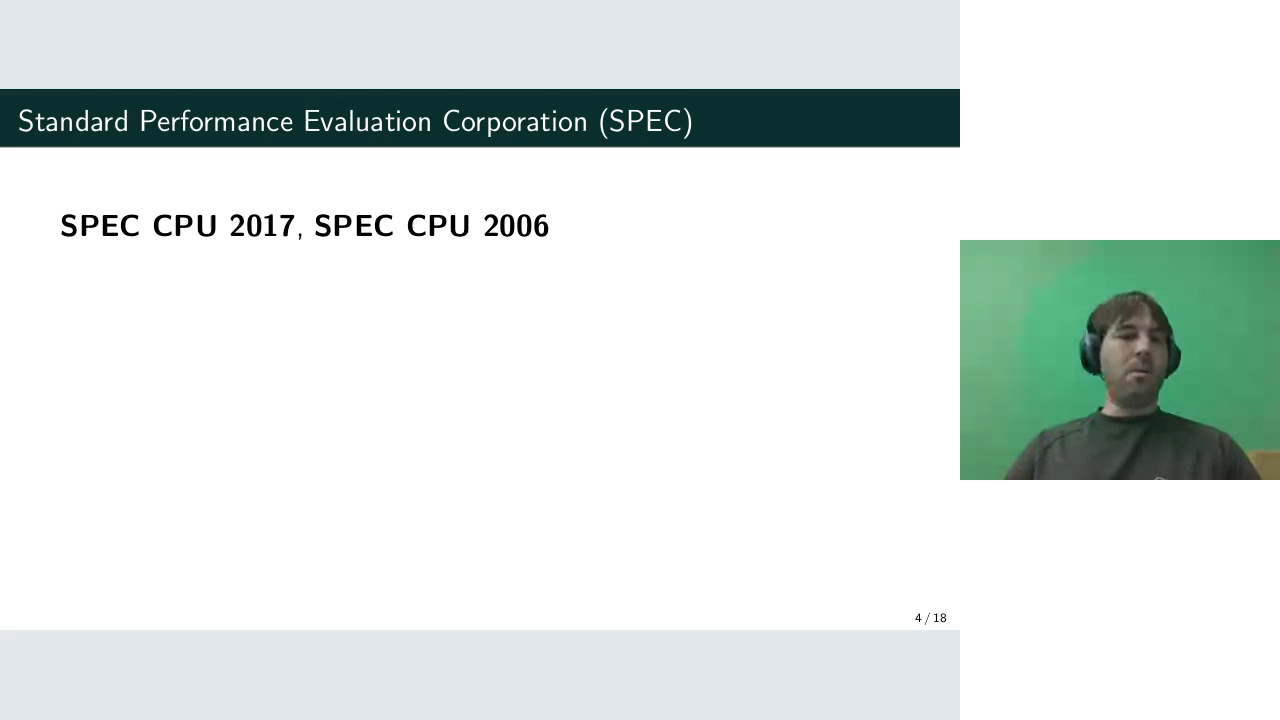 Standard Performance Evaluation Corporation (SPEC)
SPEC CPU 2017, SPEC CPU 2006
4 / 18